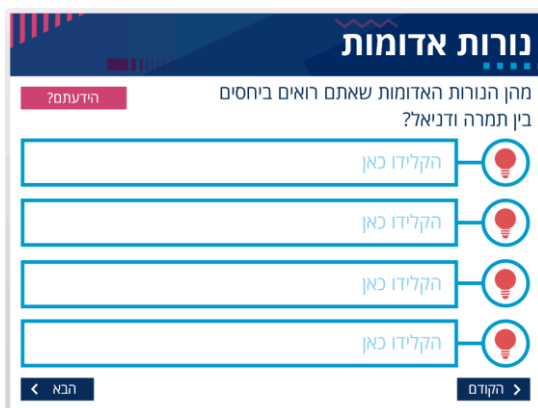 נורות אדומות
מהן הנורות האדומות שאתם רואים ביחסים
בין תמרה ודניאל?
הידעתם?
הקלידו כאן
הקלידו כאן
הקלידו כאן
הקלידו כאן
הקודם
הבא